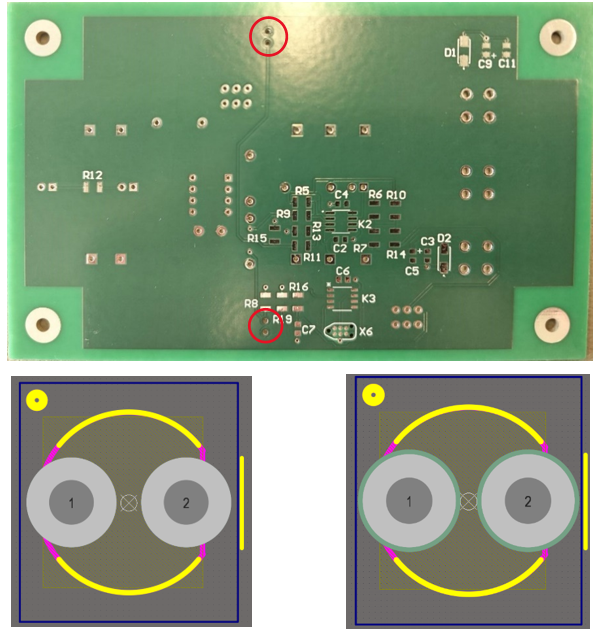 D1
C9 + C11
R12
R5
C4
R6 R10
R9
K2
R13
R15
C2
R7
R14
C3
D2
+
C5
R11
C6
R16
K3
R8
R19
C7
X6
1 2
1 2